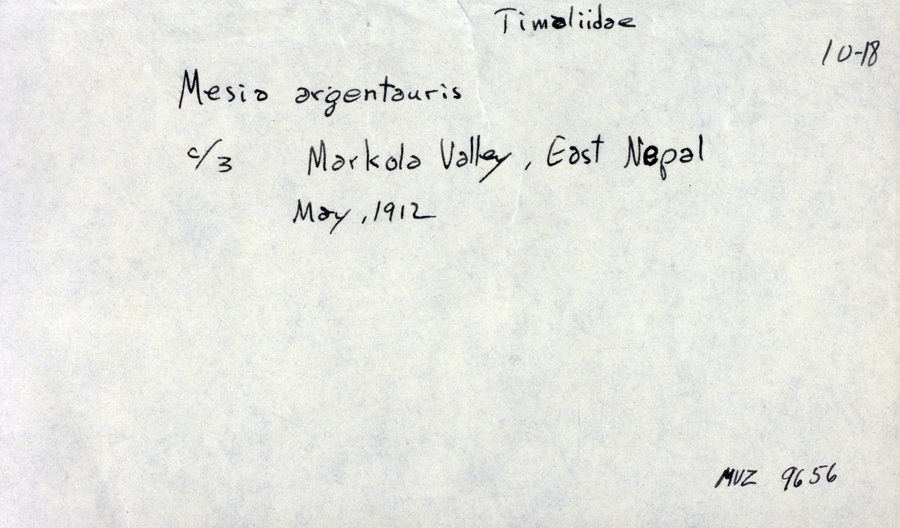 Timaliidae
10-18
Mesia argentauris
c/3 Markola Valley, East Nepal
May, 1912
MVZ 9656